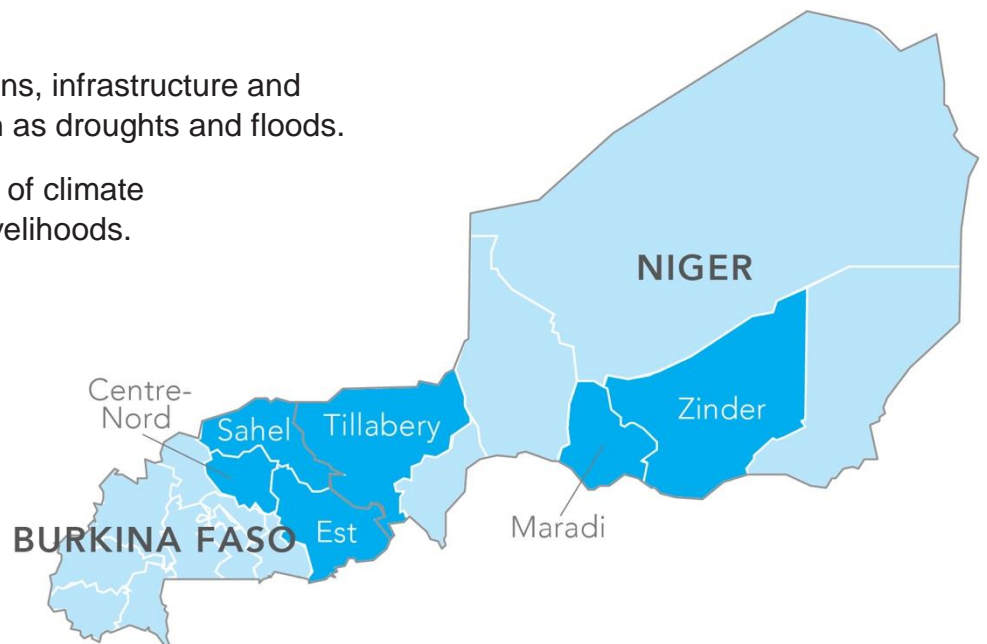 ns, infrastructure and
as droughts and floods.
of climate
velihoods.
NIGER
Centre-
Nord
Sahel
Tillabery
Zinder
BURKINA FASO
Est
Maradi